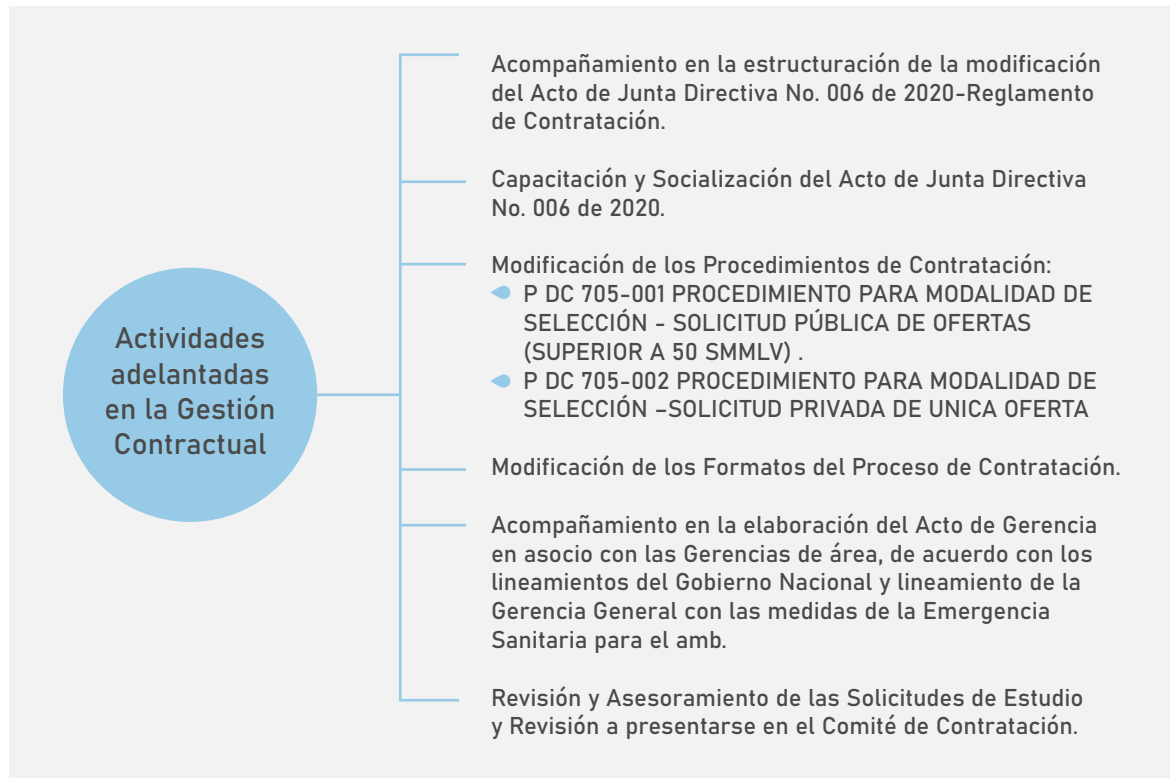 Actividades
adelantadas
en la Gestión
Contractual
Acompañamiento en la estructuración de la modificación
del Acto de Junta Directiva No. 006 de 2020-Reglamento
de Contratación.
Capacitación y Socialización del Acto de Junta Directiva
No. 006 de 2020.
Modificación de los Procedimientos de Contratación:
P DC 705-001 PROCEDIMIENTO PARA MODALIDAD DE
SELECCIÓN - SOLICITUD PÚBLICA DE OFERTAS
(SUPERIOR A 50 SMMLV) .
P DC 705-002 PROCEDIMIENTO PARA MODALIDAD DE
SELECCIÓN –SOLICITUD PRIVADA DE UNICA OFERTA
Modificación de los Formatos del Proceso de Contratación.
Acompañamiento en la elaboración del Acto de Gerencia
en asocio con las Gerencias de área, de acuerdo con los
lineamientos del Gobierno Nacional y lineamiento de la
Gerencia General con las medidas de la Emergencia
Sanitaria para el amb.
Revisión y Asesoramiento de las Solicitudes de Estudio
y Revisión a presentarse en el Comité de Contratación.